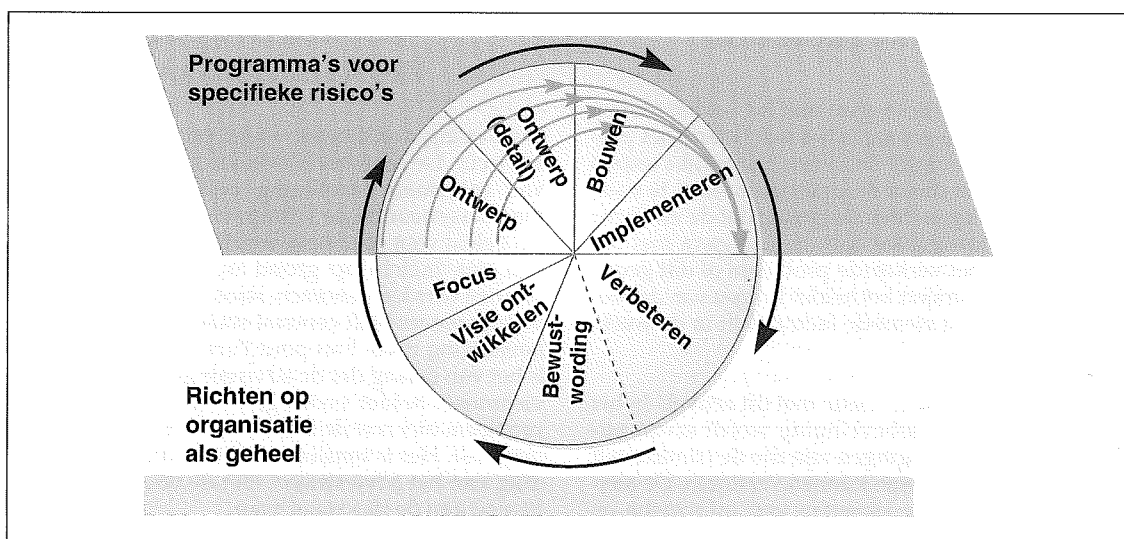 Programma's voor
specifieke risico's
Ontwerp
(detail)
Bouwen
Ontwerp
Implementeren
Focus
Verbeteren
Visie ont-
wikkelen
Bewust-
wording
Richten op
organisatie
als geheel